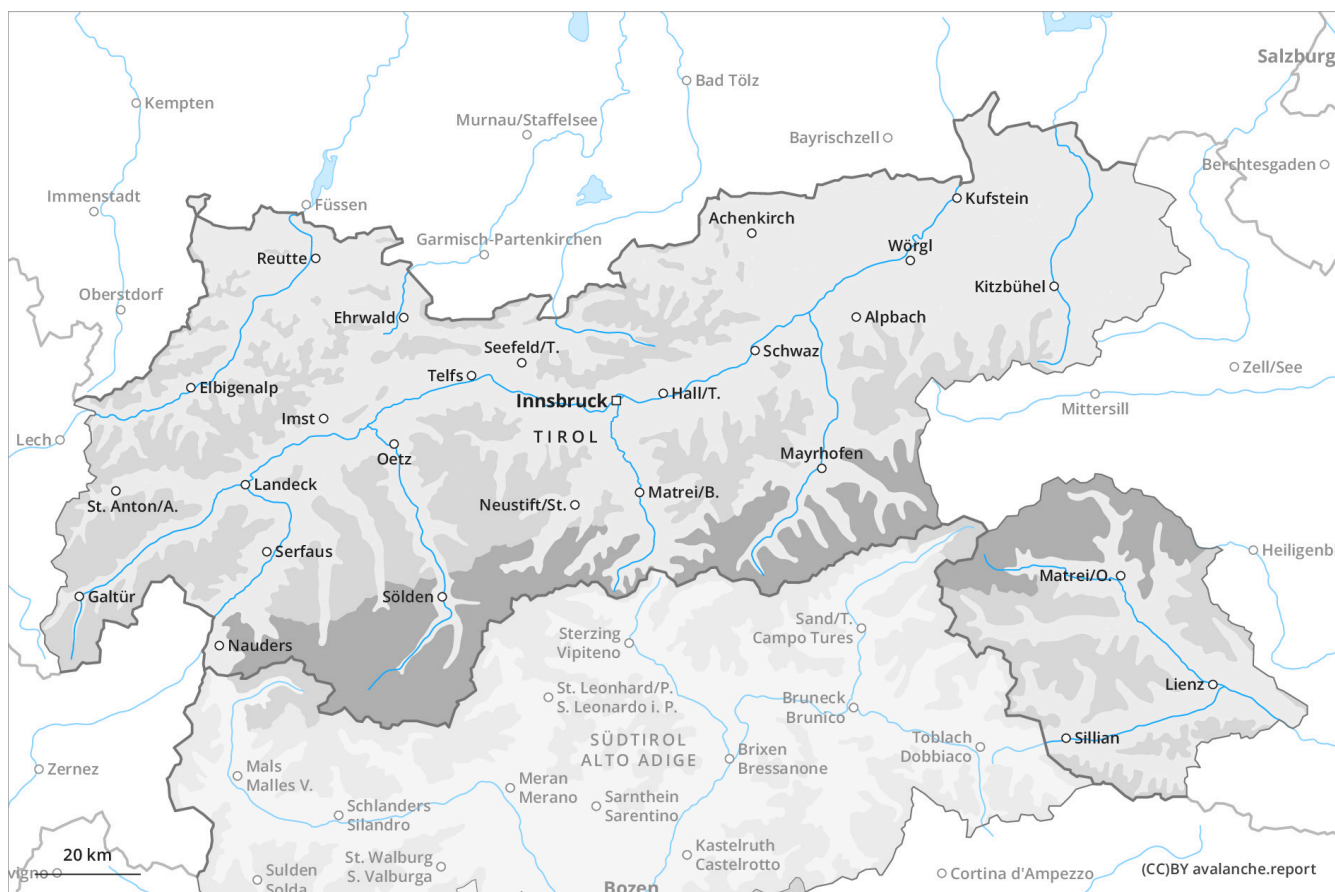 Salzburg
Bad Tölz
Kempten
Murnau/Staffelsee
Bayrischzell
Berchtesgaden
Immenstadt
Füssen
Kufstein
Achenkirch
Garmisch-Partenkirchen
Wörgl
Reutte
Kitzbühel
Oberstdorf
Ehrwald
Alpbach
Seefeld/T.
Schwaz
Zell/See
Telfs
Elbigenalp
Hall/T.
Innsbruck
Mittersill
Imst
TIROL
Lech
Oetz
Mayrhofen
Landeck
Matrei/B.
St. Anton/A.
Neustift/St.
Serfaus
Heiligenb
Matrei/O.
Galtür
Sölden
Sand/T.
Campo Tures
Sterzing
Vipiteno
Nauders
Lienz
St. Leonhard/P.
S. Leonardo i. P.
Bruneck
Brunico
Sillian
SÜDTIROL
ALTO ADIGE
Toblach
Dobbiaco
Brixen
Bressanone
Zernez
Mals
Malles V.
Meran
Merano
Schlanders
Silandro
Sarnthein
Sarentino
Kastelruth
Castelrotto
20 km
St. Walburg
S. Valburga
vigno
Sulden
Solda
Cortina d'Ampezzo
(CC)BY avalanche.report
Bozen